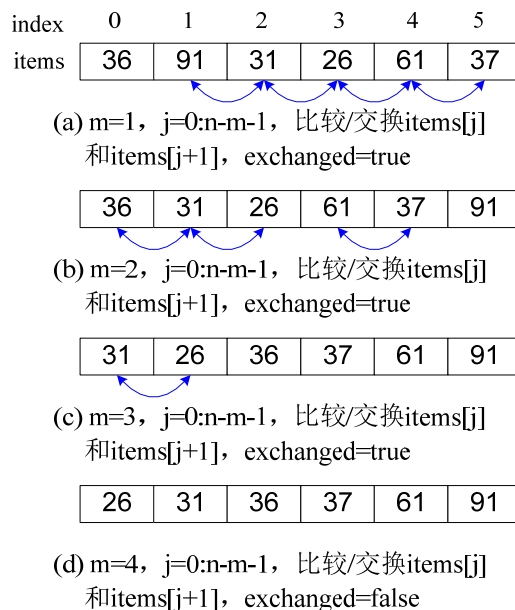 index 0 1 2 3 4 5
items 36 91 31 26 61 37
(a) m=1，j=0:n-m-1，比较/交换items[j]
和items[j+1]，exchanged=true
36 31 26 61 37 91
(b) m=2，j=0:n-m-1，比较/交换items[j]
和items[j+1]，exchanged=true
31 26 36 37 61 91
(c) m=3，j=0:n-m-1，比较/交换items[j]
和items[j+1]，exchanged=true
26 31 36 37 61 91
(d) m=4，j=0:n-m-1，比较/交换items[j]
和items[j+1]，exchanged=false